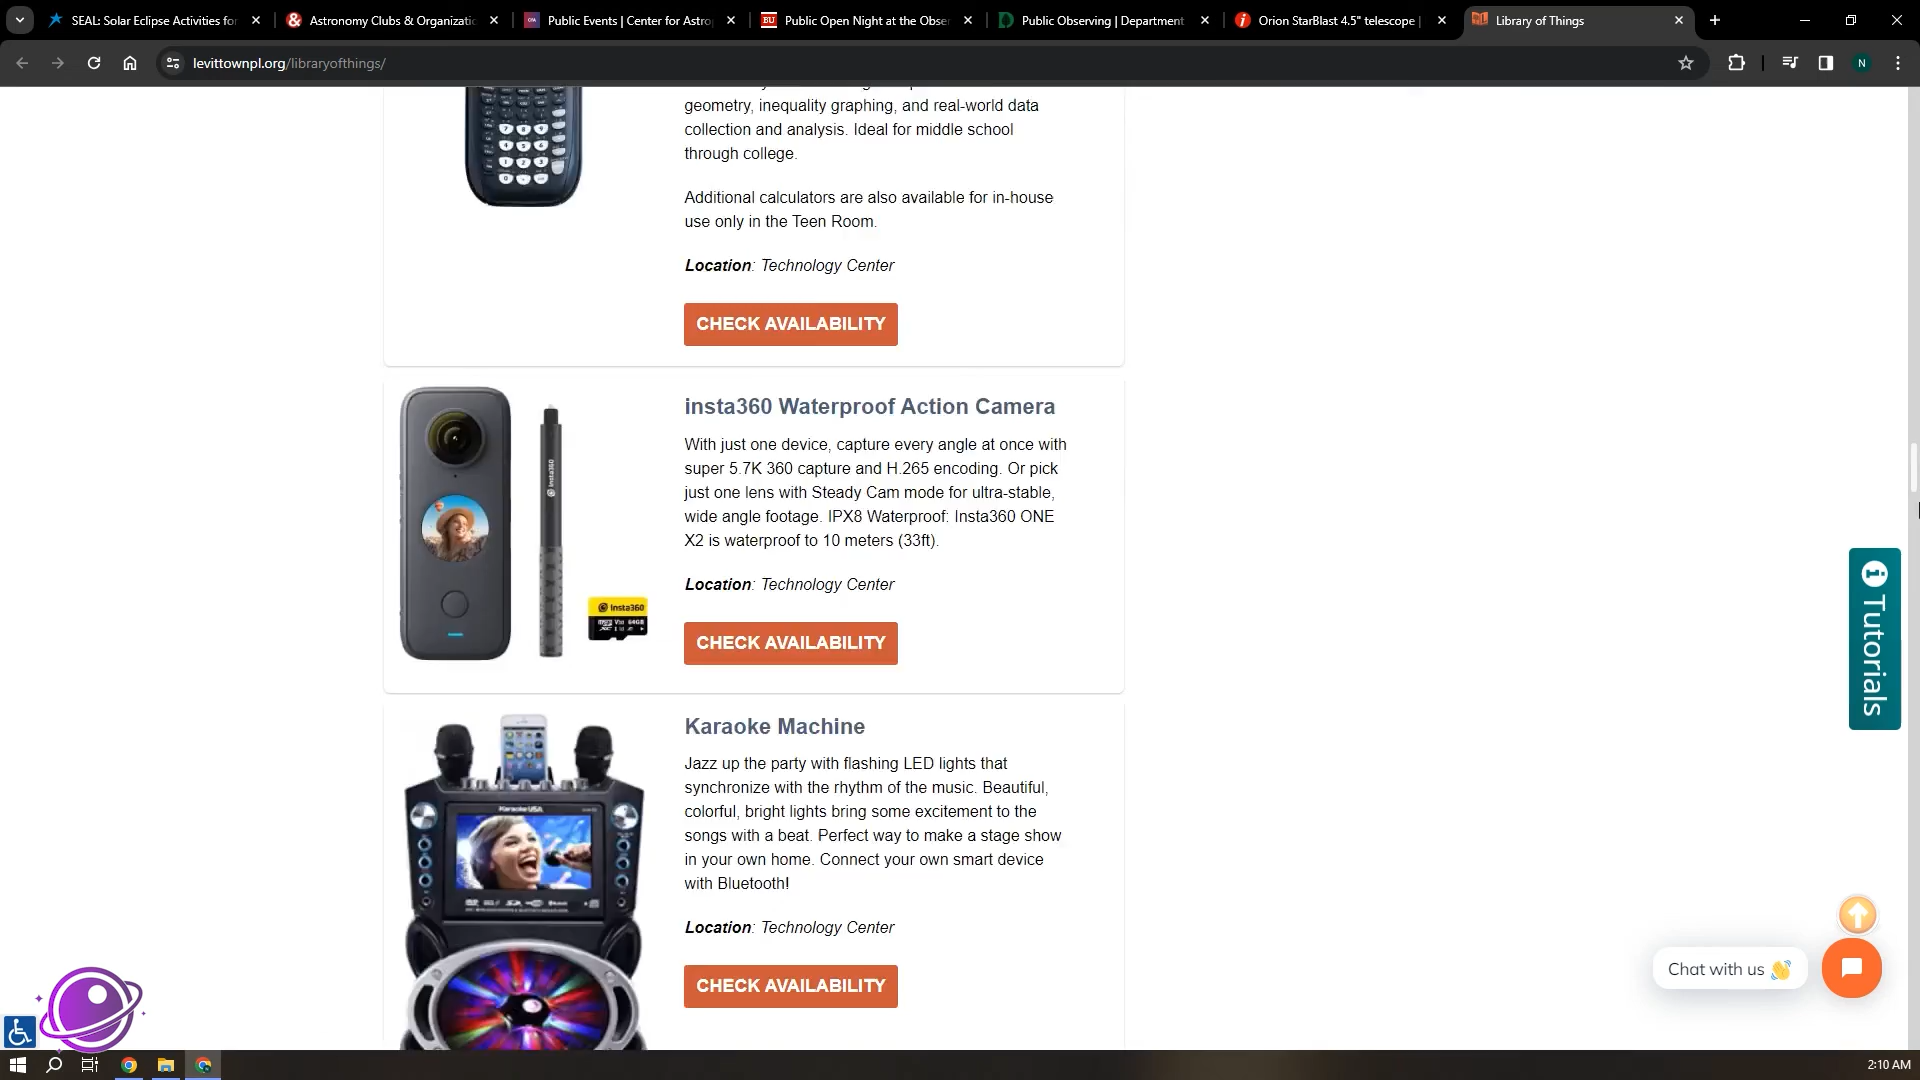 SEAL: Solar Eclipse Activities for
Astronomy Clubs & Organizatio
Public Events | Center for Astro
BU
Public Open Night at the Obser
Public Observing | Department
Orion StarBlast 4.5" telescope |
Library of Things
levittownpl.org/libraryofthings/
N
geometry, inequality graphing, and real-world data
collection and analysis. Ideal for middle school
through college.
Additional calculators are also available for in-house
use only in the Teen Room.
Location: Technology Center
CHECK AVAILABILITY
insta360 Waterproof Action Camera
With just one device, capture every angle at once with
super 5.7K 360 capture and H.265 encoding. Or pick
just one lens with Steady Cam mode for ultra-stable,
wide angle footage. IPX8 Waterproof: Insta360 ONE
X2 is waterproof to 10 meters (33ft).
Location: Technology Center
CHECK AVAILABILITY
Insta360
Insta360
64GB
Karaoke Machine
Jazz up the party with flashing LED lights that
synchronize with the rhythm of the music. Beautiful,
colorful, bright lights bring some excitement to the
songs with a beat. Perfect way to make a stage show
in your own home. Connect your own smart device
with Bluetooth!
Location: Technology Center
CHECK AVAILABILITY
Karaoke USA
Tutorials
Chat with us 👋
2:10 AM